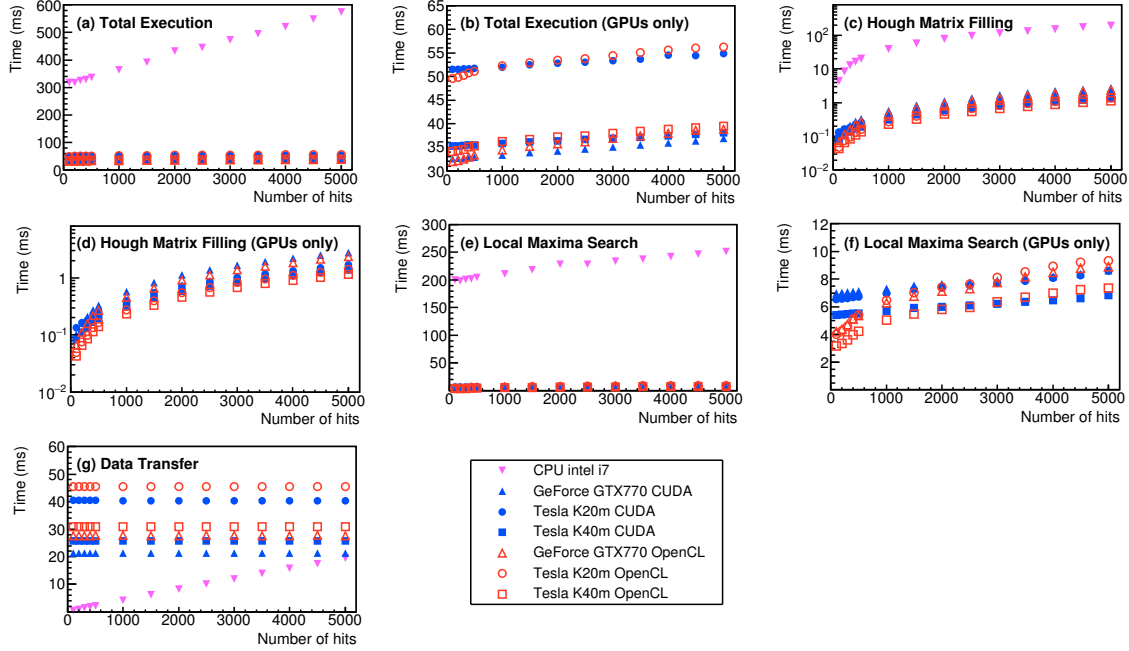 (a) Total Execution
Time (ms)
600
500
400
300
200
100
0
0 1000 2000 3000 4000 5000
Number of hits
(b) Total Execution (GPUs only)
Time (ms)
65
60
55
50
45
40
35
30
0 1000 2000 3000 4000 5000
Number of hits
(c) Hough Matrix Filling
Time (ms)
10²
10
1
10⁻¹
10⁻²
0 1000 2000 3000 4000 5000
Number of hits
(d) Hough Matrix Filling (GPUs only)
Time (ms)
1
10⁻¹
10⁻²
0 1000 2000 3000 4000 5000
Number of hits
(e) Local Maxima Search
Time (ms)
300
250
200
150
100
50
0
0 1000 2000 3000 4000 5000
Number of hits
(f) Local Maxima Search (GPUs only)
Time (ms)
12
10
8
6
4
2
0
0 1000 2000 3000 4000 5000
Number of hits
(g) Data Transfer
Time (ms)
60
50
40
30
20
10
0 1000 2000 3000 4000 5000
Number of hits
CPU intel i7
GeForce GTX770 CUDA
Tesla K20m CUDA
Tesla K40m CUDA
GeForce GTX770 OpenCL
Tesla K20m OpenCL
Tesla K40m OpenCL